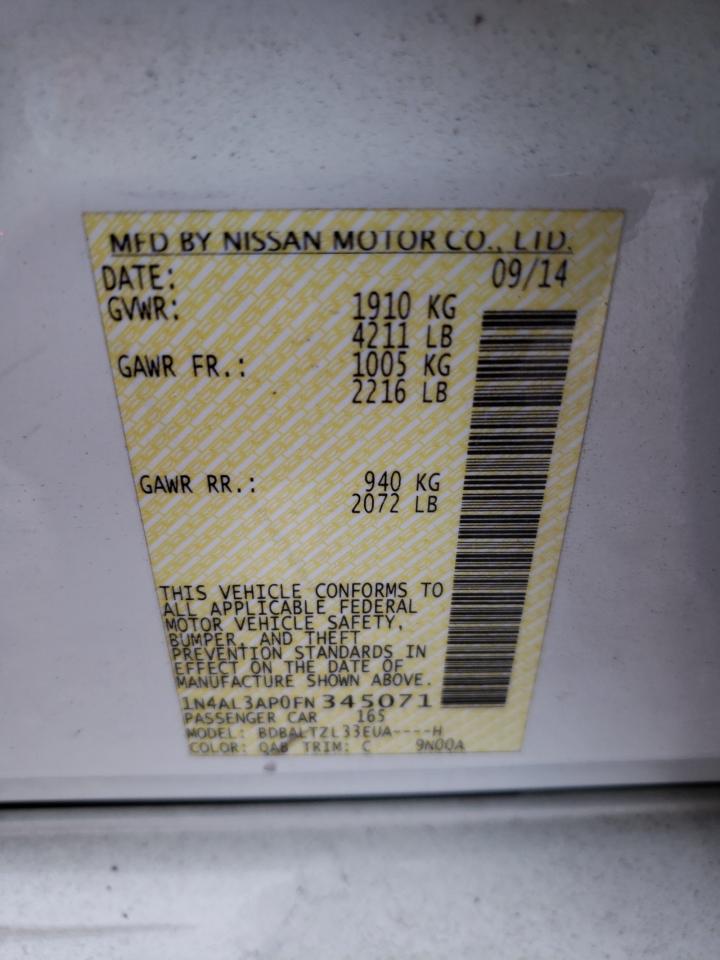 MFD BY NISSAN MOTOR CO., LTD.
DATE: 09/14
GVWR: 1910 KG
4211 LB
GAWR FR.: 1005 KG
2216 LB
GAWR RR.: 940 KG
2072 LB
THIS VEHICLE CONFORMS TO
ALL APPLICABLE FEDERAL
MOTOR VEHICLE SAFETY,
BUMPER, AND THEFT
PREVENTION STANDARDS IN
EFFECT ON THE DATE OF
MANUFACTURE SHOWN ABOVE.
1N4AL3AP0FN345071
PASSENGER CAR 165
MODEL: BDBALTZL33EUA----H
COLOR: QAB TRIM: C 9N00A